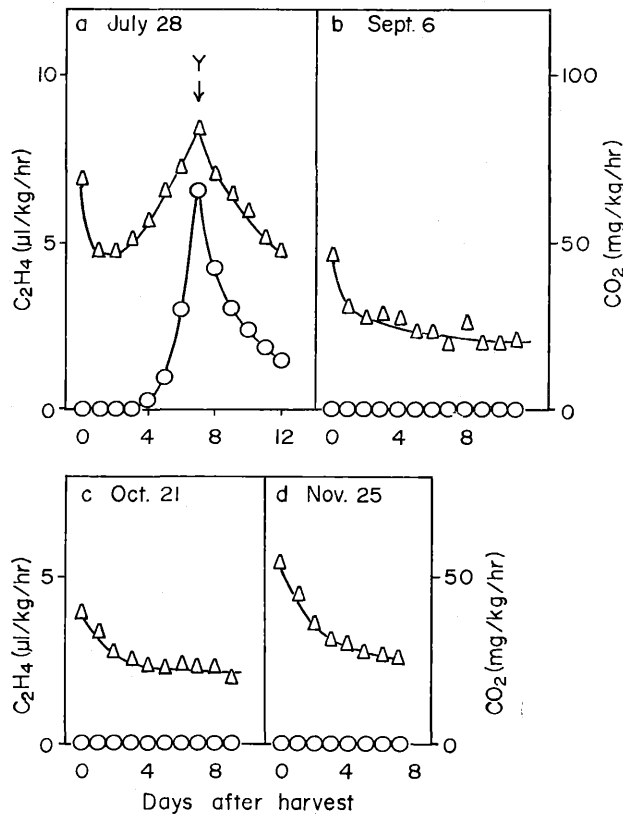 a July 28
b Sept. 6
Y
10
5
0
C₂H₄ (μl/kg/hr)
100
50
0
CO₂ (mg/kg/hr)
0 4 8 12
0 4 8
c Oct. 21
d Nov. 25
5
0
C₂H₄ (μl/kg/hr)
50
0
CO₂ (mg/kg/hr)
0 4 8
0 4 8
Days after harvest